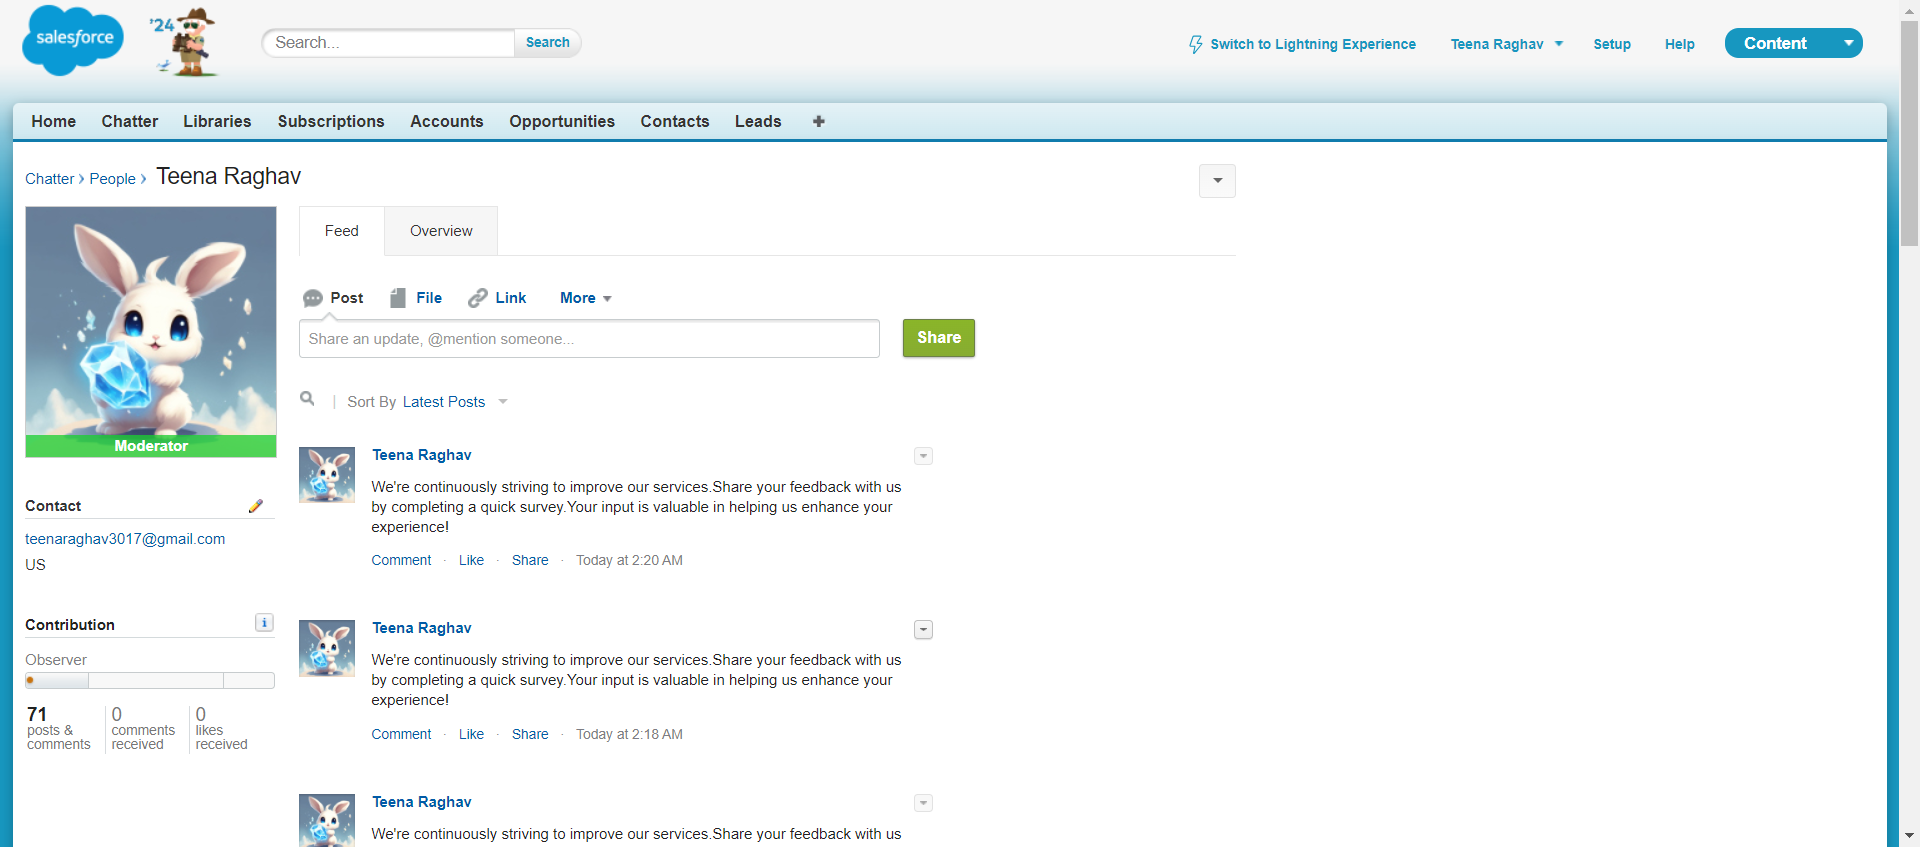 salesforce
'24
Search...
Search
Switch to Lightning Experience
Teena Raghav
Setup
Help
Content
Home
Chatter
Libraries
Subscriptions
Accounts
Opportunities
Contacts
Leads
Chatter › People › Teena Raghav
Moderator
Contact
teenaraghav3017@gmail.com
US
Contribution
Observer
71
posts &
comments
0
comments
received
0
likes
received
Feed
Overview
Post
File
Link
More
Share an update, @mention someone...
Share
Sort By Latest Posts
Teena Raghav
We're continuously striving to improve our services.Share your feedback with us
by completing a quick survey.Your input is valuable in helping us enhance your
experience!
Comment · Like · Share · Today at 2:20 AM
Teena Raghav
We're continuously striving to improve our services.Share your feedback with us
by completing a quick survey.Your input is valuable in helping us enhance your
experience!
Comment · Like · Share · Today at 2:18 AM
Teena Raghav
We're continuously striving to improve our services.Share your feedback with us